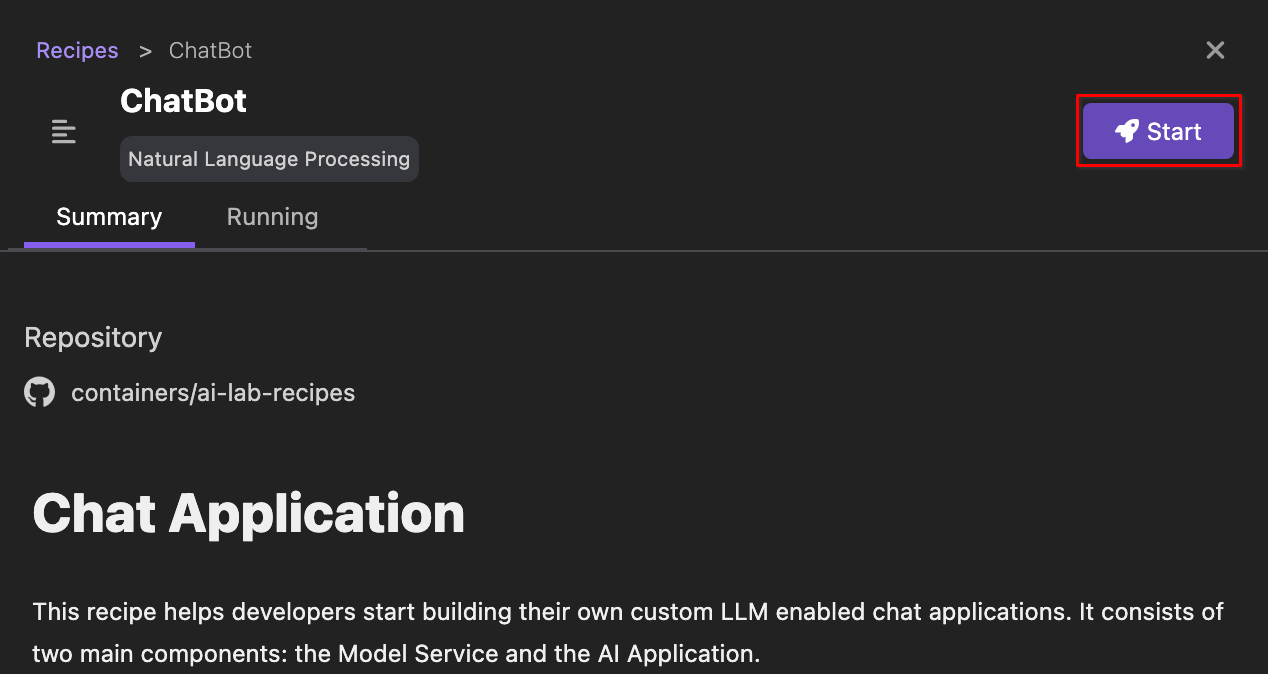 Recipes > ChatBot
ChatBot
Start
Natural Language Processing
Summary Running
Repository
containers/ai-lab-recipes
Chat Application
This recipe helps developers start building their own custom LLM enabled chat applications. It consists of
two main components: the Model Service and the AI Application.